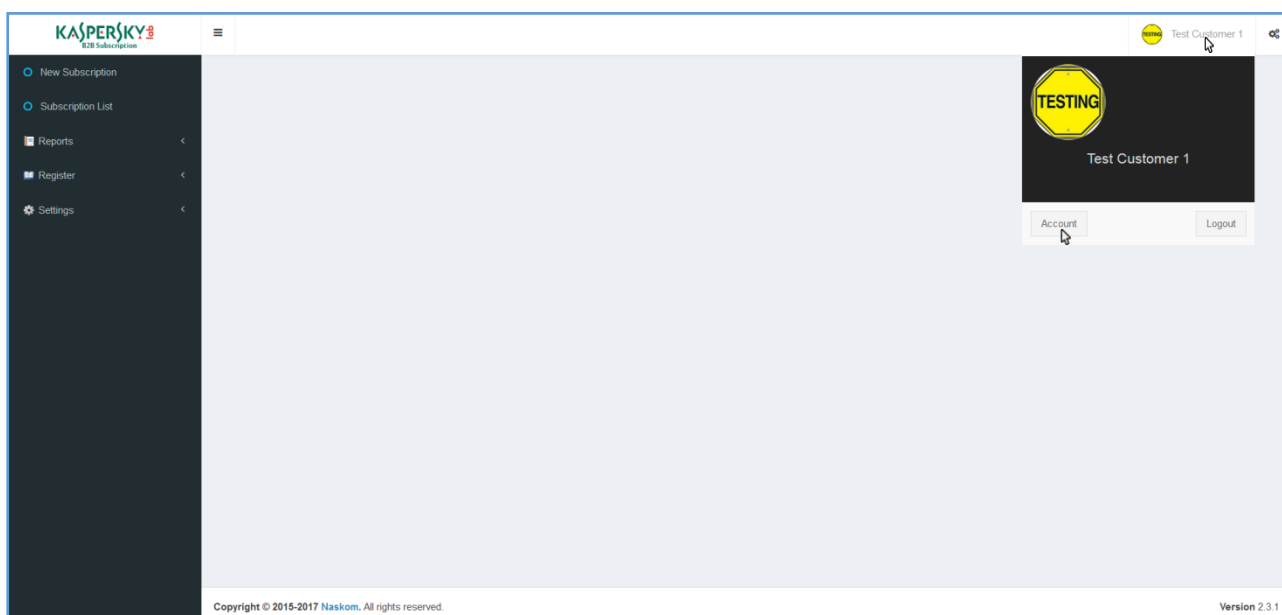 KASPERSKY lab
B2B Subscription
TESTING Test Customer 1
New Subscription
Subscription List
Reports
Register
Settings
TESTING
Test Customer 1
Account Logout
Copyright © 2015-2017 Naskom. All rights reserved. Version 2.3.1